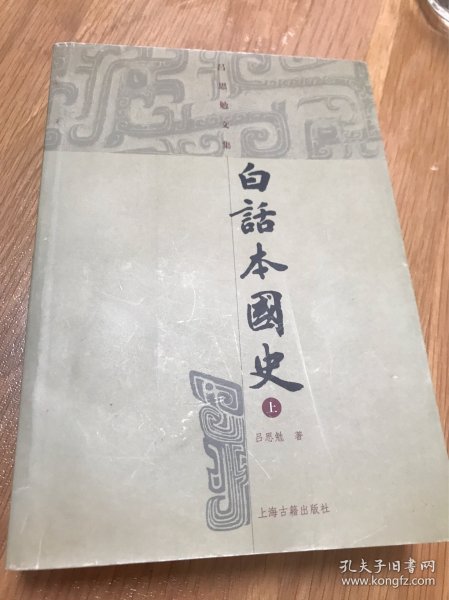 吕思勉文集
白話本國史
上
吕思勉 著
上海古籍出版社
孔夫子旧书网
www.kongfz.com